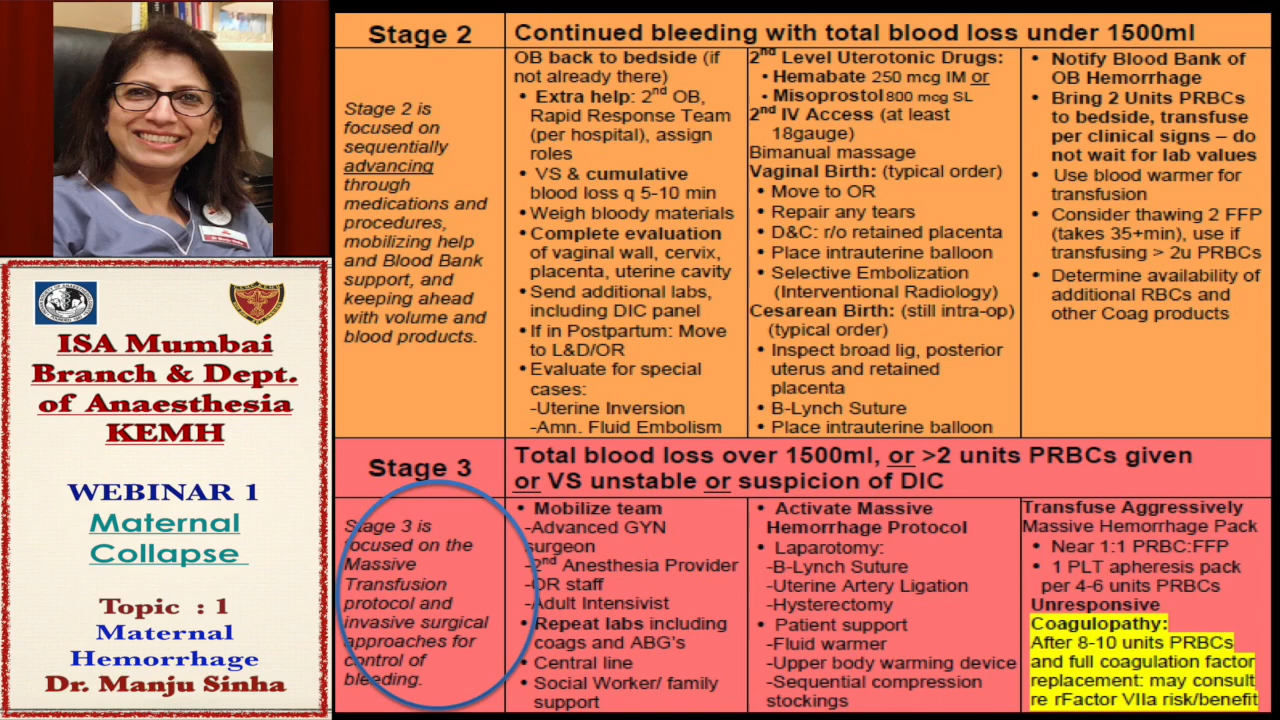 ISA Mumbai
Branch & Dept.
of Anaesthesia
KEMH
WEBINAR 1
Maternal
Collapse
Topic : 1
Maternal
Hemorrhage
Dr. Manju Sinha
Stage 2
Continued bleeding with total blood loss under 1500ml
Stage 2 is
focused on
sequentially
advancing
through
medications and
procedures,
mobilizing help
and Blood Bank
support, and
keeping ahead
with volume and
blood products.
OB back to bedside (if
not already there)
• Extra help: 2nd OB,
Rapid Response Team
(per hospital), assign
roles
• VS & cumulative
blood loss q 5-10 min
• Weigh bloody materials
• Complete evaluation
of vaginal wall, cervix,
placenta, uterine cavity
• Send additional labs,
including DIC panel
• If in Postpartum: Move
to L&D/OR
• Evaluate for special
cases:
-Uterine Inversion
-Amn. Fluid Embolism
2nd Level Uterotonic Drugs:
• Hemabate 250 mcg IM or
• Misoprostol 800 mcg SL
2nd IV Access (at least
18gauge)
Bimanual massage
Vaginal Birth: (typical order)
• Move to OR
• Repair any tears
• D&C: r/o retained placenta
• Place intrauterine balloon
• Selective Embolization
(Interventional Radiology)
Cesarean Birth: (still intra-op)
(typical order)
• Inspect broad lig, posterior
uterus and retained
placenta
• B-Lynch Suture
• Place intrauterine balloon
• Notify Blood Bank of
OB Hemorrhage
• Bring 2 Units PRBCs
to bedside, transfuse
per clinical signs – do
not wait for lab values
• Use blood warmer for
transfusion
• Consider thawing 2 FFP
(takes 35+min), use if
transfusing > 2u PRBCs
• Determine availability of
additional RBCs and
other Coag products
Stage 3
Total blood loss over 1500ml, or >2 units PRBCs given
or VS unstable or suspicion of DIC
Stage 3 is
focused on the
Massive
Transfusion
protocol and
invasive surgical
approaches for
control of
bleeding.
• Mobilize team
-Advanced GYN
surgeon
-2nd Anesthesia Provider
-OR staff
-Adult Intensivist
• Repeat labs including
coags and ABG's
• Central line
• Social Worker/ family
support
• Activate Massive
Hemorrhage Protocol
• Laparotomy:
-B-Lynch Suture
-Uterine Artery Ligation
-Hysterectomy
• Patient support
-Fluid warmer
-Upper body warming device
-Sequential compression
stockings
Transfuse Aggressively
Massive Hemorrhage Pack
• Near 1:1 PRBC:FFP
• 1 PLT apheresis pack
per 4-6 units PRBCs
Unresponsive
Coagulopathy:
After 8-10 units PRBCs
and full coagulation factor
replacement: may consult
re rFactor VIIa risk/benefit